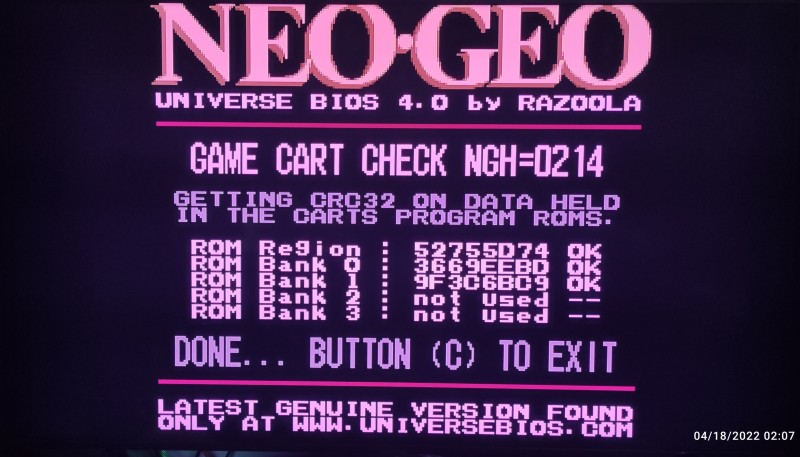 NEO·GEO
UNIVERSE BIOS 4.0 by RAZOOLA
GAME CART CHECK NGH=0214
GETTING CRC32 ON DATA HELD
IN THE CARTS PROGRAM ROMS.
ROM Region : 52755D74 OK
ROM Bank 0 : 3669EEBD OK
ROM Bank 1 : 9F3C6BC9 OK
ROM Bank 2 : not used --
ROM Bank 3 : not used --
DONE... BUTTON (C) TO EXIT
LATEST GENUINE VERSION FOUND
ONLY AT WWW.UNIVERSEBIOS.COM
04/18/2022 02:07